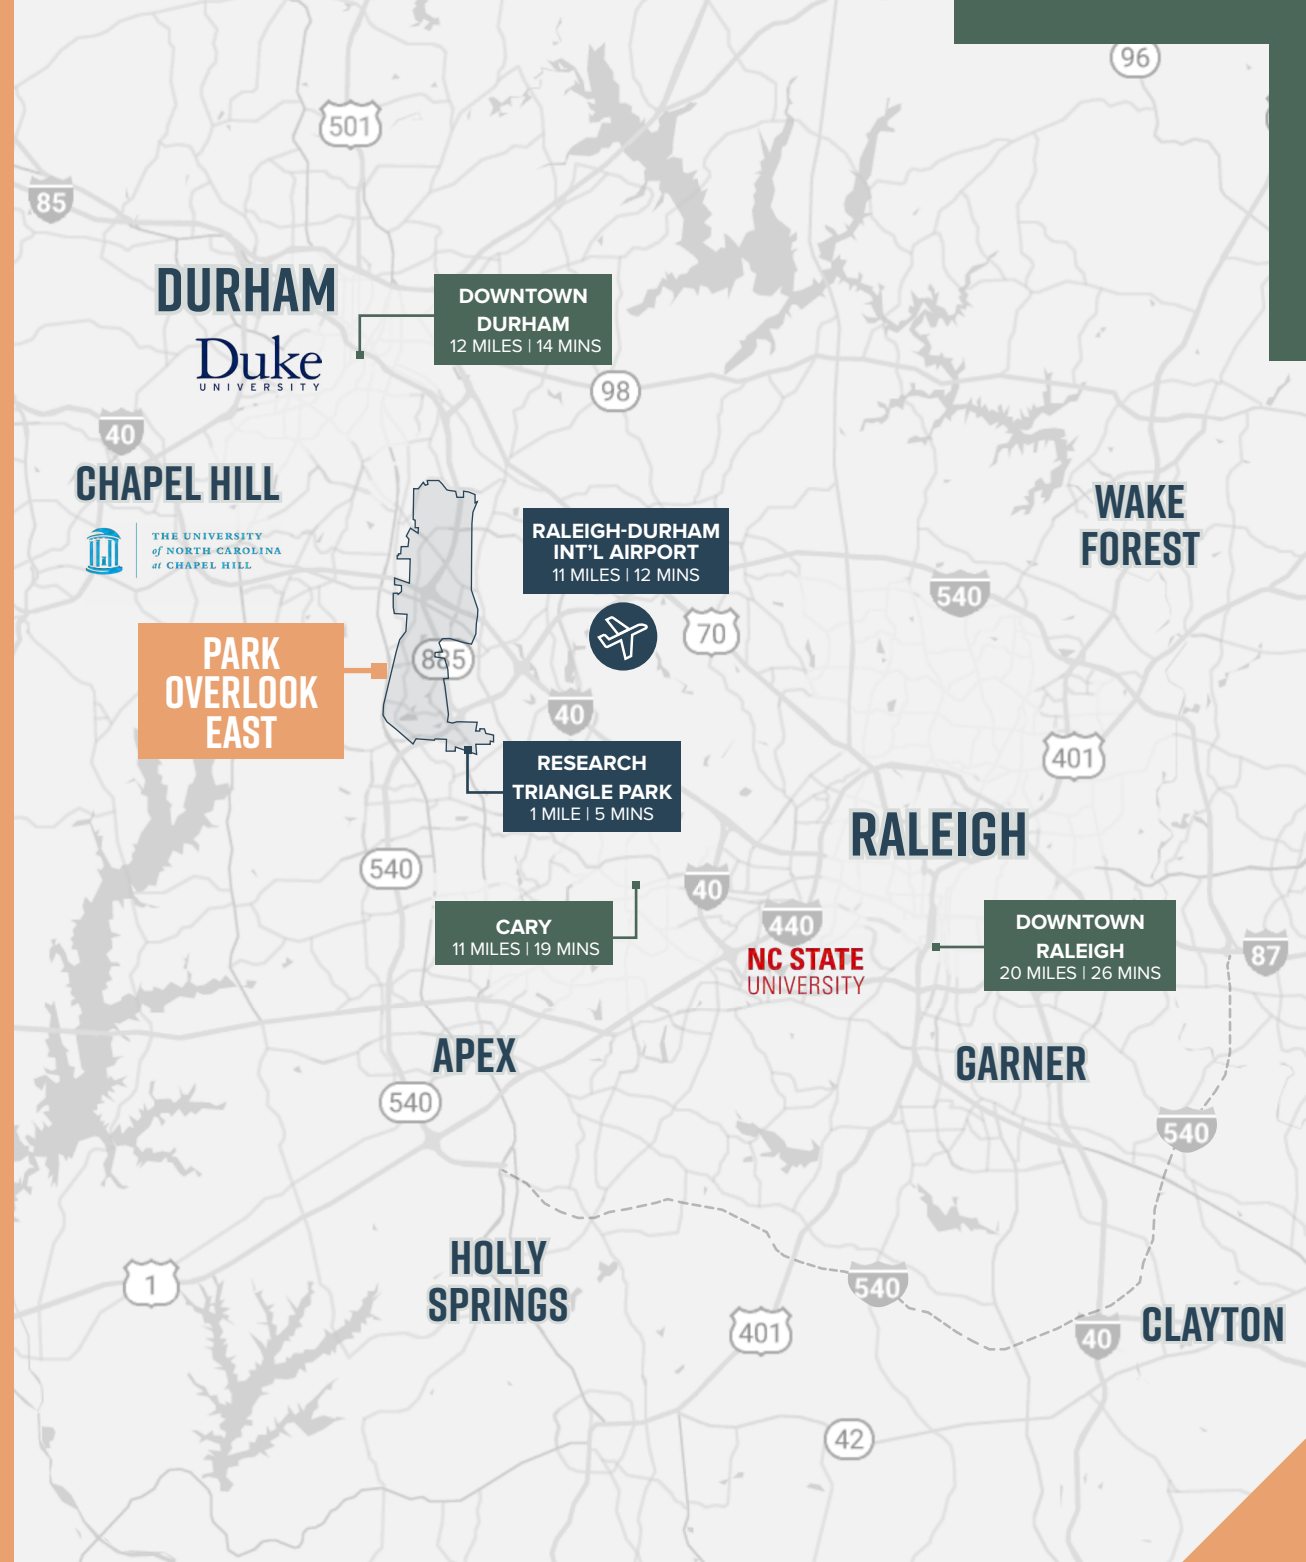 96
501
85
DURHAM
Duke
UNIVERSITY
DOWNTOWN
DURHAM
12 MILES | 14 MINS
98
40
CHAPEL HILL
THE UNIVERSITY
of NORTH CAROLINA
at CHAPEL HILL
WAKE
FOREST
RALEIGH-DURHAM
INT'L AIRPORT
11 MILES | 12 MINS
540
70
885
PARK
OVERLOOK
EAST
40
401
RESEARCH
TRIANGLE PARK
1 MILE | 5 MINS
RALEIGH
540
40
CARY
11 MILES | 19 MINS
440
NC STATE
UNIVERSITY
DOWNTOWN
RALEIGH
20 MILES | 26 MINS
87
APEX
GARNER
540
540
HOLLY
SPRINGS
1
540
401
40
CLAYTON
42